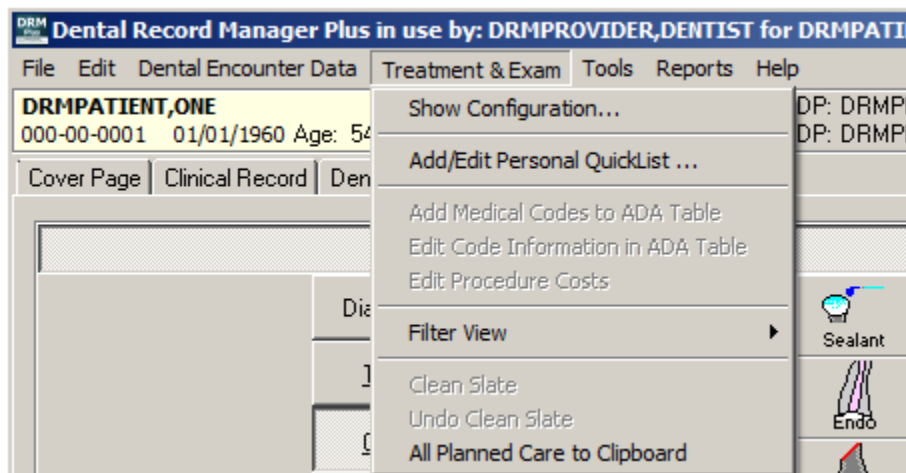 DRM Plus Dental Record Manager Plus in use by: DRMPROVIDER,DENTIST for DRMPATI
File Edit Dental Encounter Data Treatment & Exam Tools Reports Help
DRMPATIENT,ONE
000-00-0001 01/01/1960 Age: 54
DP: DRMP
DP: DRMP
Cover Page Clinical Record Den
Show Configuration...
Add/Edit Personal QuickList ...
Add Medical Codes to ADA Table
Edit Code Information in ADA Table
Edit Procedure Costs
Filter View
Clean Slate
Undo Clean Slate
All Planned Care to Clipboard
Dia
Sealant
Endo